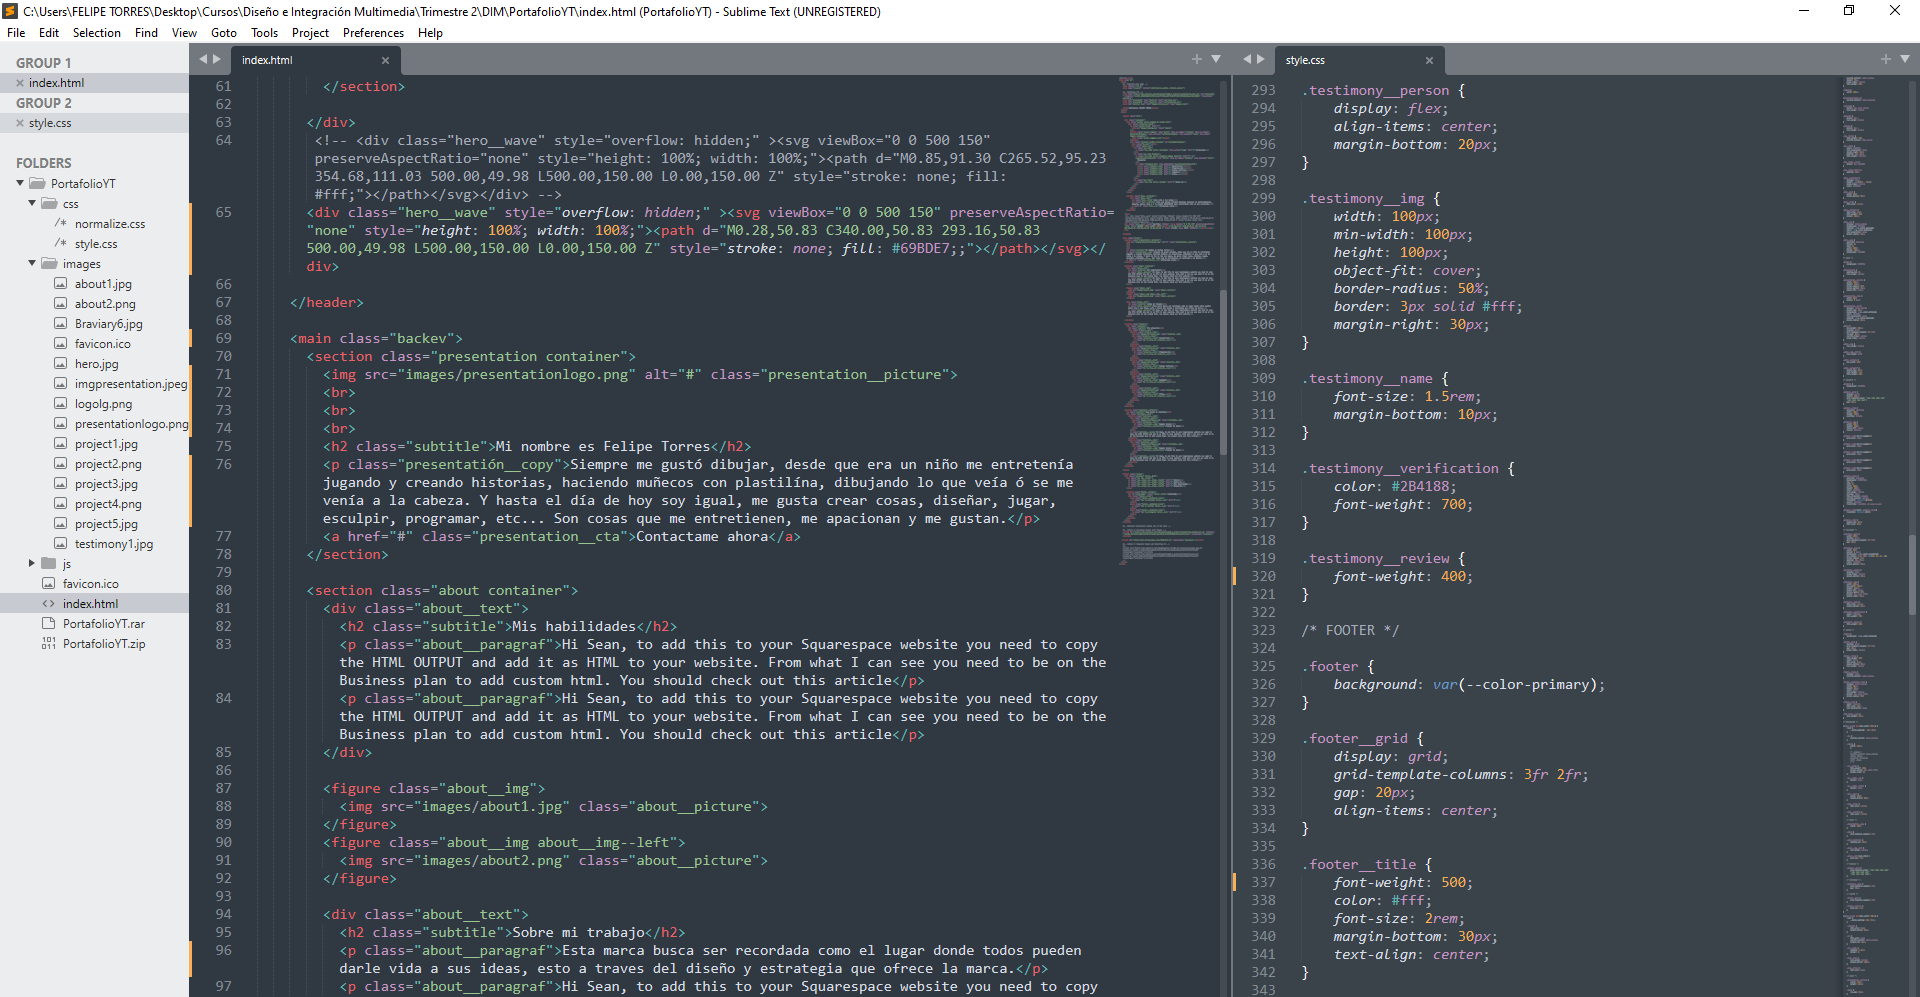 C:\Users\FELIPE TORRES\Desktop\Cursos\Diseño e Integración Multimedia\Trimestre 2\DIM\PortafolioYT\index.html (PortafolioYT) - Sublime Text (UNREGISTERED)
File Edit Selection Find View Goto Tools Project Preferences Help
GROUP 1
index.html
GROUP 2
style.css
FOLDERS
PortafolioYT
css
/* normalize.css
/* style.css
images
about1.jpg
about2.png
Braviary6.jpg
favicon.ico
hero.jpg
imgpresentation.jpeg
logolg.png
presentationlogo.png
project1.jpg
project2.png
project3.jpg
project4.png
project5.jpg
testimony1.jpg
js
favicon.ico
<> index.html
PortafolioYT.rar
PortafolioYT.zip
index.html
61 </section>
62
63 </div>
64 <!-- <div class="hero__wave" style="overflow: hidden;" ><svg viewBox="0 0 500 150"
preserveAspectRatio="none" style="height: 100%; width: 100%;"><path d="M0.85,91.30 C265.52,95.23
354.68,111.03 500.00,49.98 L500.00,150.00 L0.00,150.00 Z" style="stroke: none; fill:
#fff;"></path></svg></div> -->
65 <div class="hero__wave" style="overflow: hidden;" ><svg viewBox="0 0 500 150" preserveAspectRatio=
"none" style="height: 100%; width: 100%;"><path d="M0.28,50.83 C340.00,50.83 293.16,50.83
500.00,49.98 L500.00,150.00 L0.00,150.00 Z" style="stroke: none; fill: #69BDE7;;"></path></svg></
div>
66
67 </header>
68
69 <main class="backev">
70 <section class="presentation container">
71 <img src="images/presentationlogo.png" alt="#" class="presentation__picture">
72 <br>
73 <br>
74 <br>
75 <h2 class="subtitle">Mi nombre es Felipe Torres</h2>
76 <p class="presentatión__copy">Siempre me gustó dibujar, desde que era un niño me entretenía
jugando y creando historias, haciendo muñecos con plastilína, dibujando lo que veía ó se me
venía a la cabeza. Y hasta el día de hoy soy igual, me gusta crear cosas, diseñar, jugar,
esculpir, programar, etc... Son cosas que me entretienen, me apacionan y me gustan.</p>
77 <a href="#" class="presentation__cta">Contactame ahora</a>
78 </section>
79
80 <section class="about container">
81 <div class="about__text">
82 <h2 class="subtitle">Mis habilidades</h2>
83 <p class="about__paragraf">Hi Sean, to add this to your Squarespace website you need to copy
the HTML OUTPUT and add it as HTML to your website. From what I can see you need to be on the
Business plan to add custom html. You should check out this article</p>
84 <p class="about__paragraf">Hi Sean, to add this to your Squarespace website you need to copy
the HTML OUTPUT and add it as HTML to your website. From what I can see you need to be on the
Business plan to add custom html. You should check out this article</p>
85 </div>
86
87 <figure class="about__img">
88 <img src="images/about1.jpg" class="about__picture">
89 </figure>
90 <figure class="about__img about__img--left">
91 <img src="images/about2.png" class="about__picture">
92 </figure>
93
94 <div class="about__text">
95 <h2 class="subtitle">Sobre mi trabajo</h2>
96 <p class="about__paragraf">Esta marca busca ser recordada como el lugar donde todos pueden
darle vida a sus ideas, esto a traves del diseño y estrategia que ofrece la marca.</p>
97 <p class="about__paragraf">Hi Sean, to add this to your Squarespace website you need to copy
style.css
293 .testimony__person {
294 display: flex;
295 align-items: center;
296 margin-bottom: 20px;
297 }
298
299 .testimony__img {
300 width: 100px;
301 min-width: 100px;
302 height: 100px;
303 object-fit: cover;
304 border-radius: 50%;
305 border: 3px solid #fff;
306 margin-right: 30px;
307 }
308
309 .testimony__name {
310 font-size: 1.5rem;
311 margin-bottom: 10px;
312 }
313
314 .testimony__verification {
315 color: #2B4188;
316 font-weight: 700;
317 }
318
319 .testimony__review {
320 font-weight: 400;
321 }
322
323 /* FOOTER */
324
325 .footer {
326 background: var(--color-primary);
327 }
328
329 .footer__grid {
330 display: grid;
331 grid-template-columns: 3fr 2fr;
332 gap: 20px;
333 align-items: center;
334 }
335
336 .footer__title {
337 font-weight: 500;
338 color: #fff;
339 font-size: 2rem;
340 margin-bottom: 30px;
341 text-align: center;
342 }
343